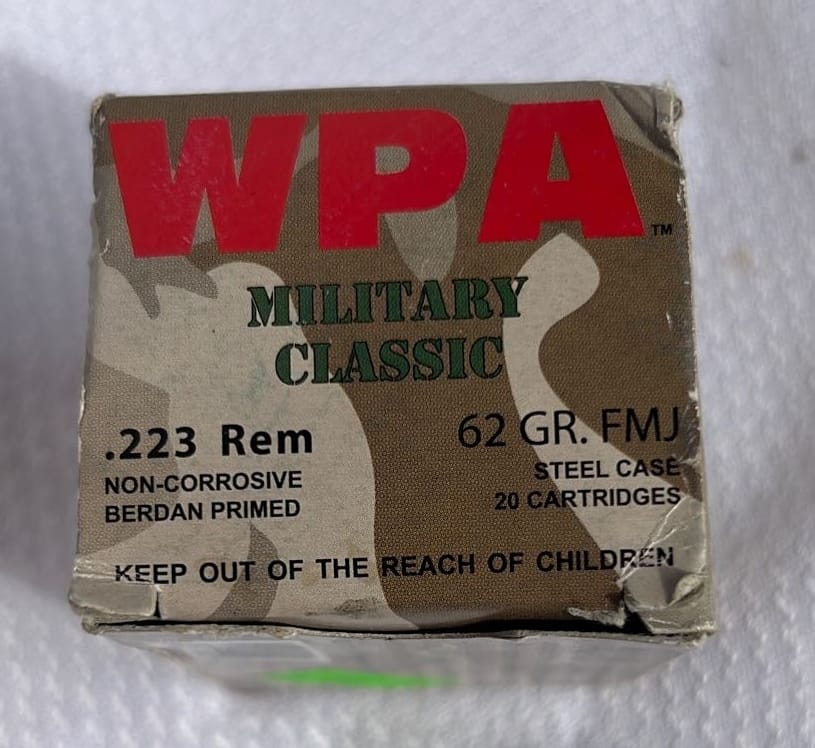 WPA™
MILITARY
CLASSIC
.223 Rem
NON-CORROSIVE
BERDAN PRIMED
62 GR. FMJ
STEEL CASE
20 CARTRIDGES
KEEP OUT OF THE REACH OF CHILDREN